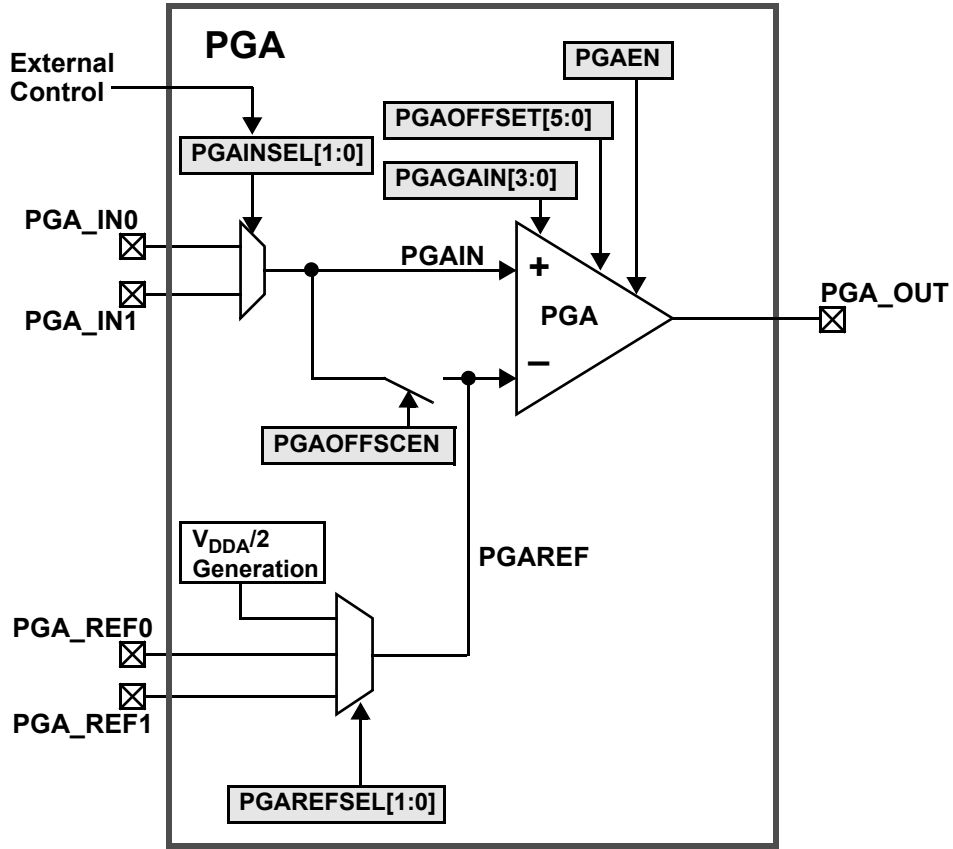 PGA
External
Control
PGAEN
PGAOFFSET[5:0]
PGAINSEL[1:0]
PGAGAIN[3:0]
PGA_IN0
PGAIN
+
PGA_IN1
PGA
PGA_OUT
–
PGAOFFSCEN
VDDA/2
Generation
PGAREF
PGA_REF0
PGA_REF1
PGAREFSEL[1:0]